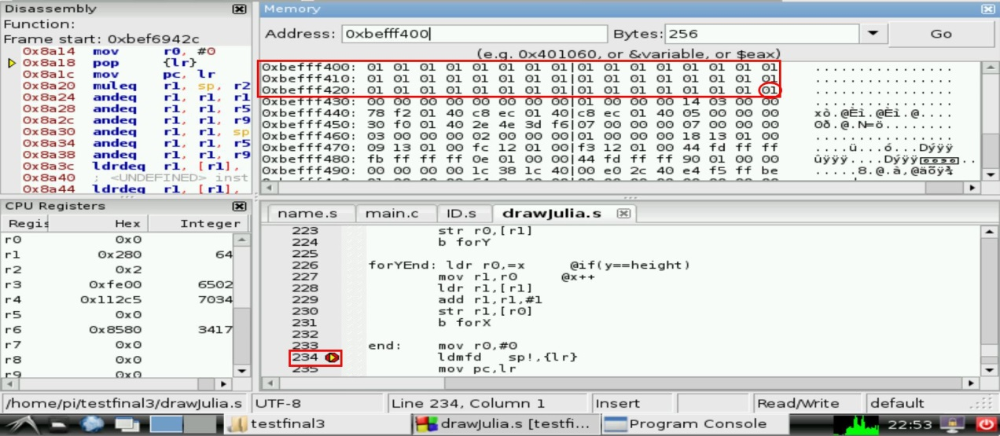 Disassembly
Function:
Frame start: 0xbef6942c
0x8a14 mov r0, #0
0x8a18 pop {lr}
0x8a1c mov pc, lr
0x8a20 muleq r1, sp, r2
0x8a24 andeq r1, r1, r1
0x8a28 andeq r1, r1, r5
0x8a2c andeq r1, r1, r9
0x8a30 andeq r1, r1, sp
0x8a34 andeq r1, r1, r5
0x8a38 andeq r1, r1, r9
0x8a3c ldrdeq r1, [r1],
0x8a40 ; <UNDEFINED> inst
0x8a44 ldrdeq r1, [r1],
Memory
Address: 0xbefff400 Bytes: 256 Go
(e.g. 0x401060, or &variable, or $eax)
0xbefff400: 01 01 01 01 01 01 01 01|01 01 01 01 01 01 01 01 ................
0xbefff410: 01 01 01 01 01 01 01 01|01 01 01 01 01 01 01 01 ................
0xbefff420: 01 01 01 01 01 01 01 01|01 01 01 01 01 01 01 01 ................
0xbefff430: 00 00 00 00 00 00 00 00|01 00 00 00 14 03 00 00 ................
0xbefff440: 78 f2 01 40 c8 ec 01 40|c8 ec 01 40 05 00 00 00 xò.@Èì.@Èì.@....
0xbefff450: 30 f0 01 40 2e 4e 3d f6|07 00 00 00 07 00 00 00 0ð.@.N=ö........
0xbefff460: 03 00 00 00 02 00 00 00|01 00 00 00 18 13 01 00 ................
0xbefff470: 09 13 01 00 fc 12 01 00|f3 12 01 00 44 fd ff ff ....ü...ó...Dýÿÿ
0xbefff480: fb ff ff ff 0e 01 00 00|44 fd ff ff 90 01 00 00 ûÿÿÿ....Dýÿÿ...
0xbefff490: 00 00 00 00 1c 38 1c 40|00 e0 2c 40 e4 f5 ff be .....8.@.à,@äõÿ¾
CPU Registers
Hex Integer
r0 0x0
r1 0x280 64
r2 0x2
r3 0xfe00 6502
r4 0x112c5 7034
r5 0x0
r6 0x8580 3417
r7 0x0
r8 0x0
r9 0x0
name.s main.c ID.s drawJulia.s
223 str r0,[r1]
224 b forY
225
226 forYEnd: ldr r0,=x @if(y==height)
227 mov r1,r0 @x++
228 ldr r1,[r1]
229 add r1,r1,#1
230 str r1,[r0]
231 b forX
232
233 end: mov r0,#0
234 ldmfd sp!,{lr}
235 mov pc,lr
/home/pi/testfinal3/drawJulia.s UTF-8 Line 234, Column 1 Insert Read/Write default
testfinal3 drawJulia.s [testfi... Program Console 22:53